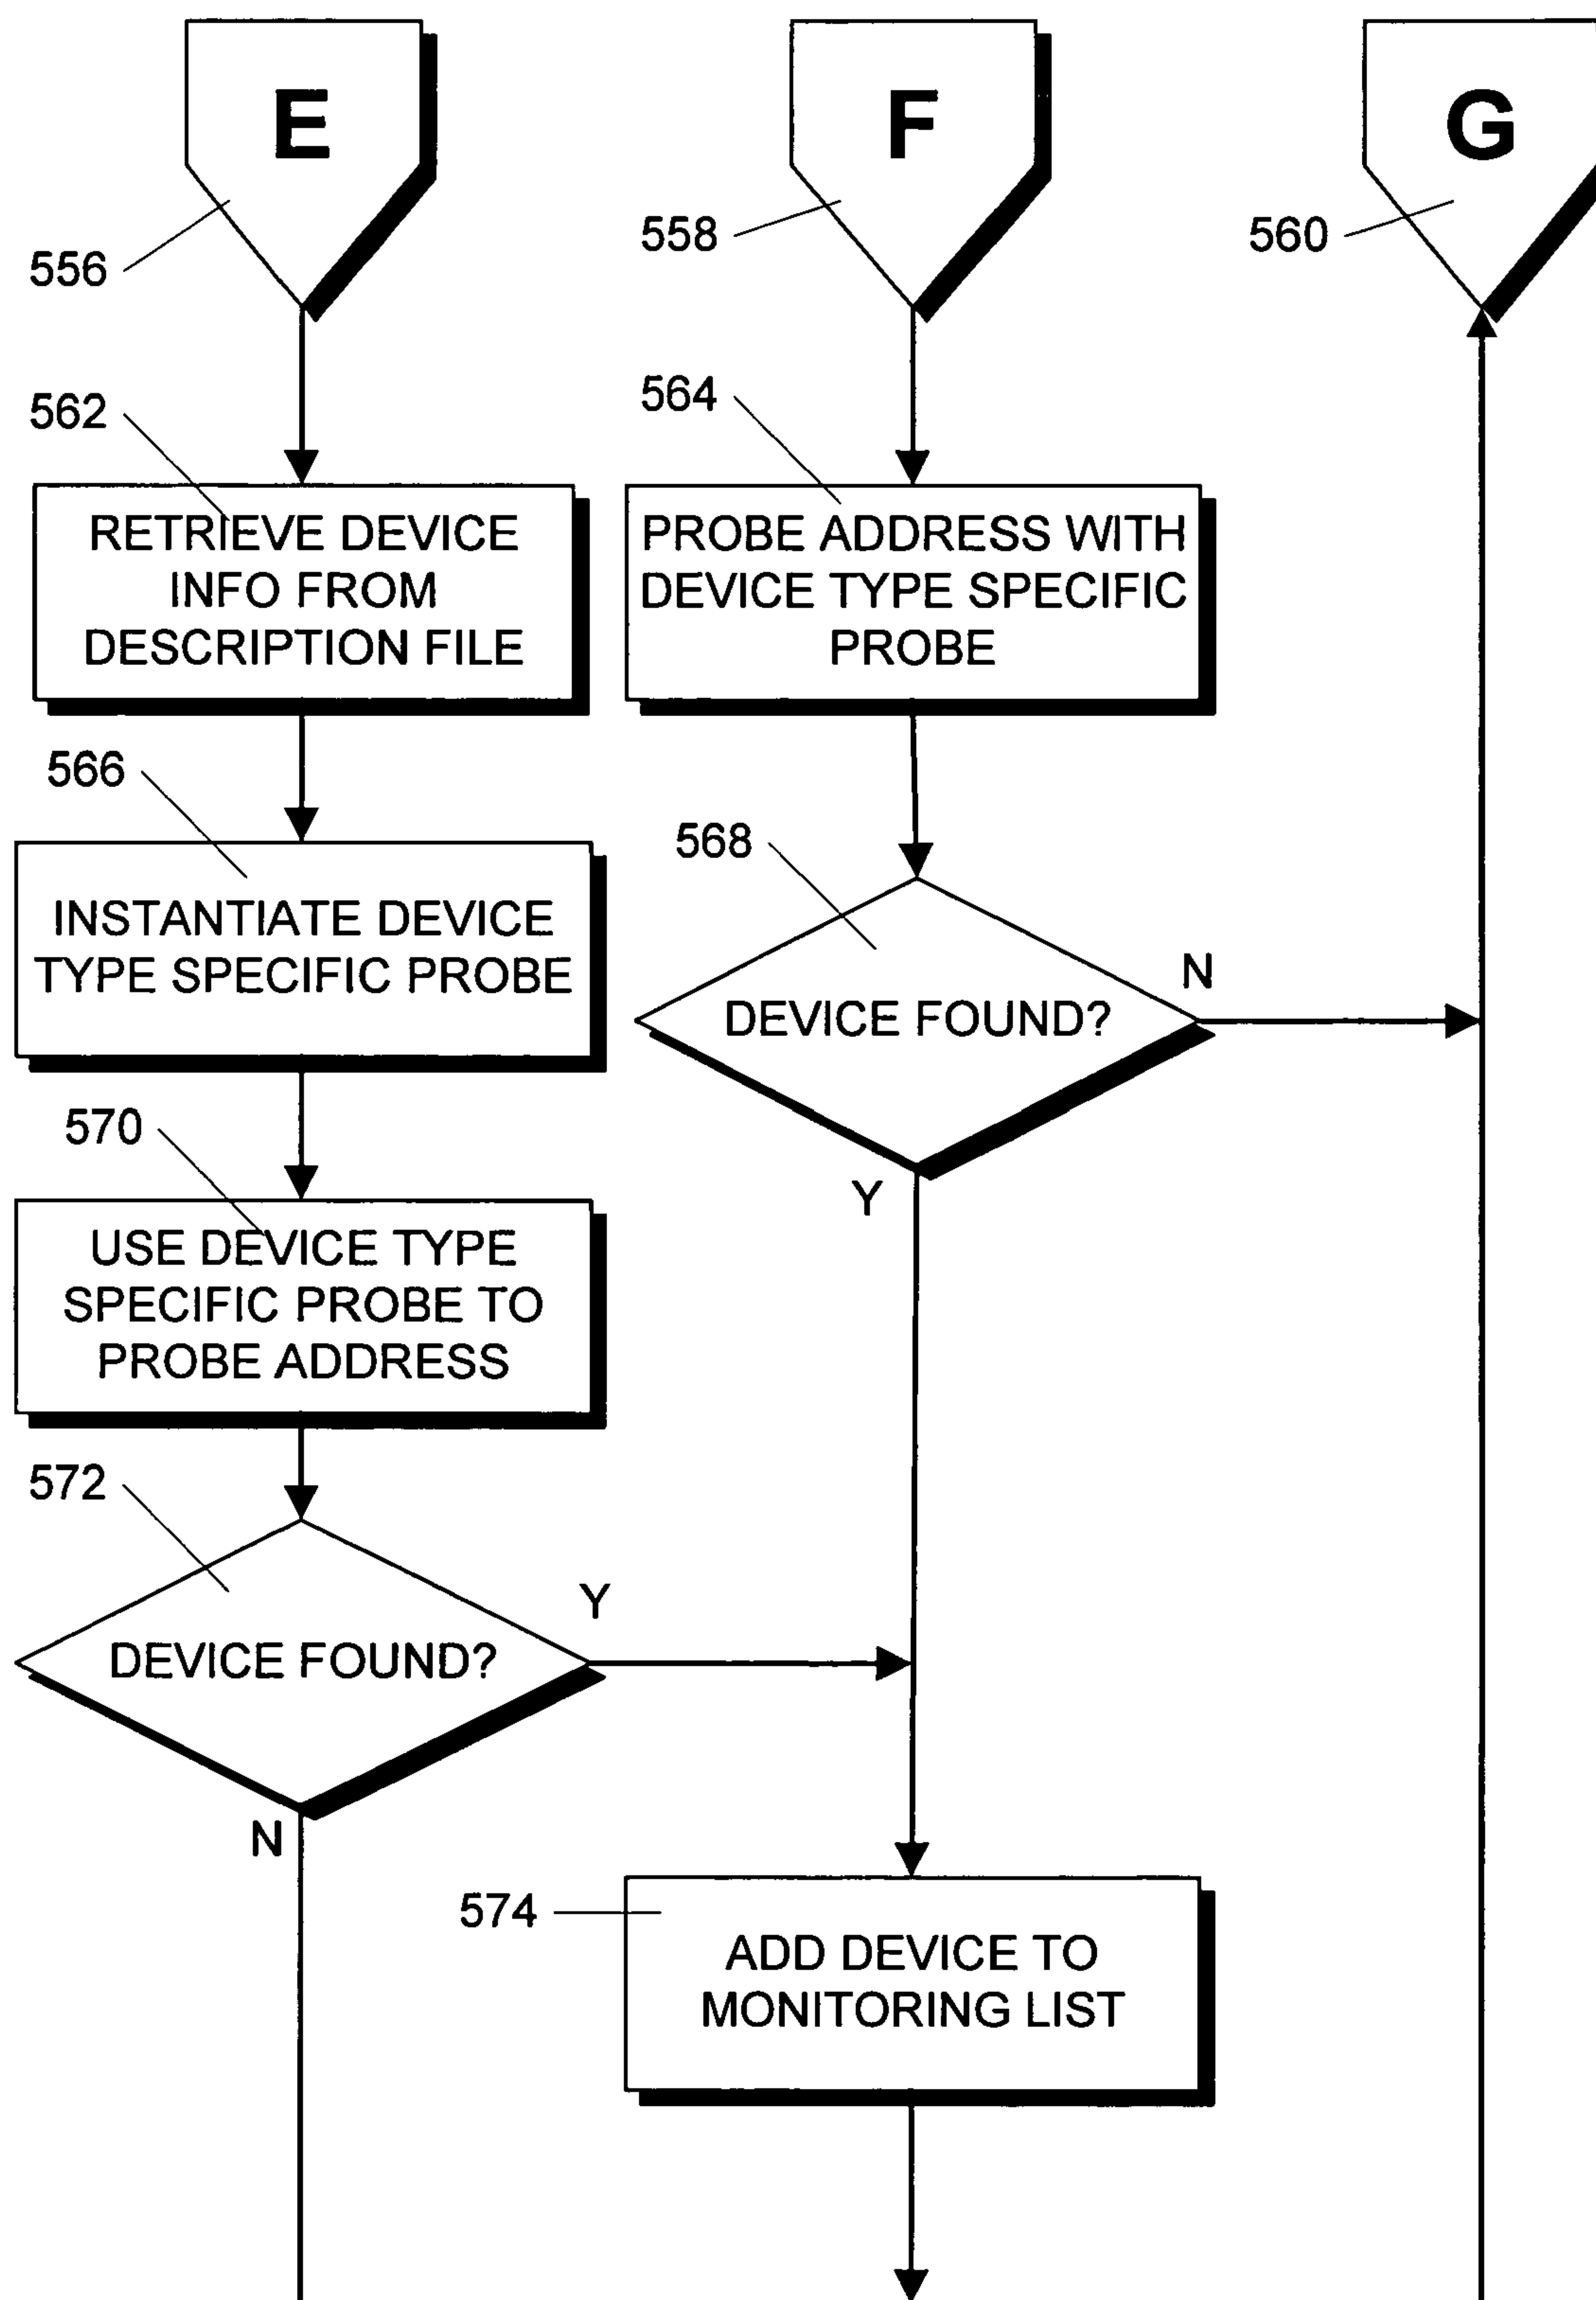 E
F
G
556
558
560
562
564
RETRIEVE DEVICE
INFO FROM
DESCRIPTION FILE
PROBE ADDRESS WITH
DEVICE TYPE SPECIFIC
PROBE
566
568
INSTANTIATE DEVICE
TYPE SPECIFIC PROBE
DEVICE FOUND?
N
Y
570
USE DEVICE TYPE
SPECIFIC PROBE TO
PROBE ADDRESS
572
DEVICE FOUND?
Y
N
574
ADD DEVICE TO
MONITORING LIST